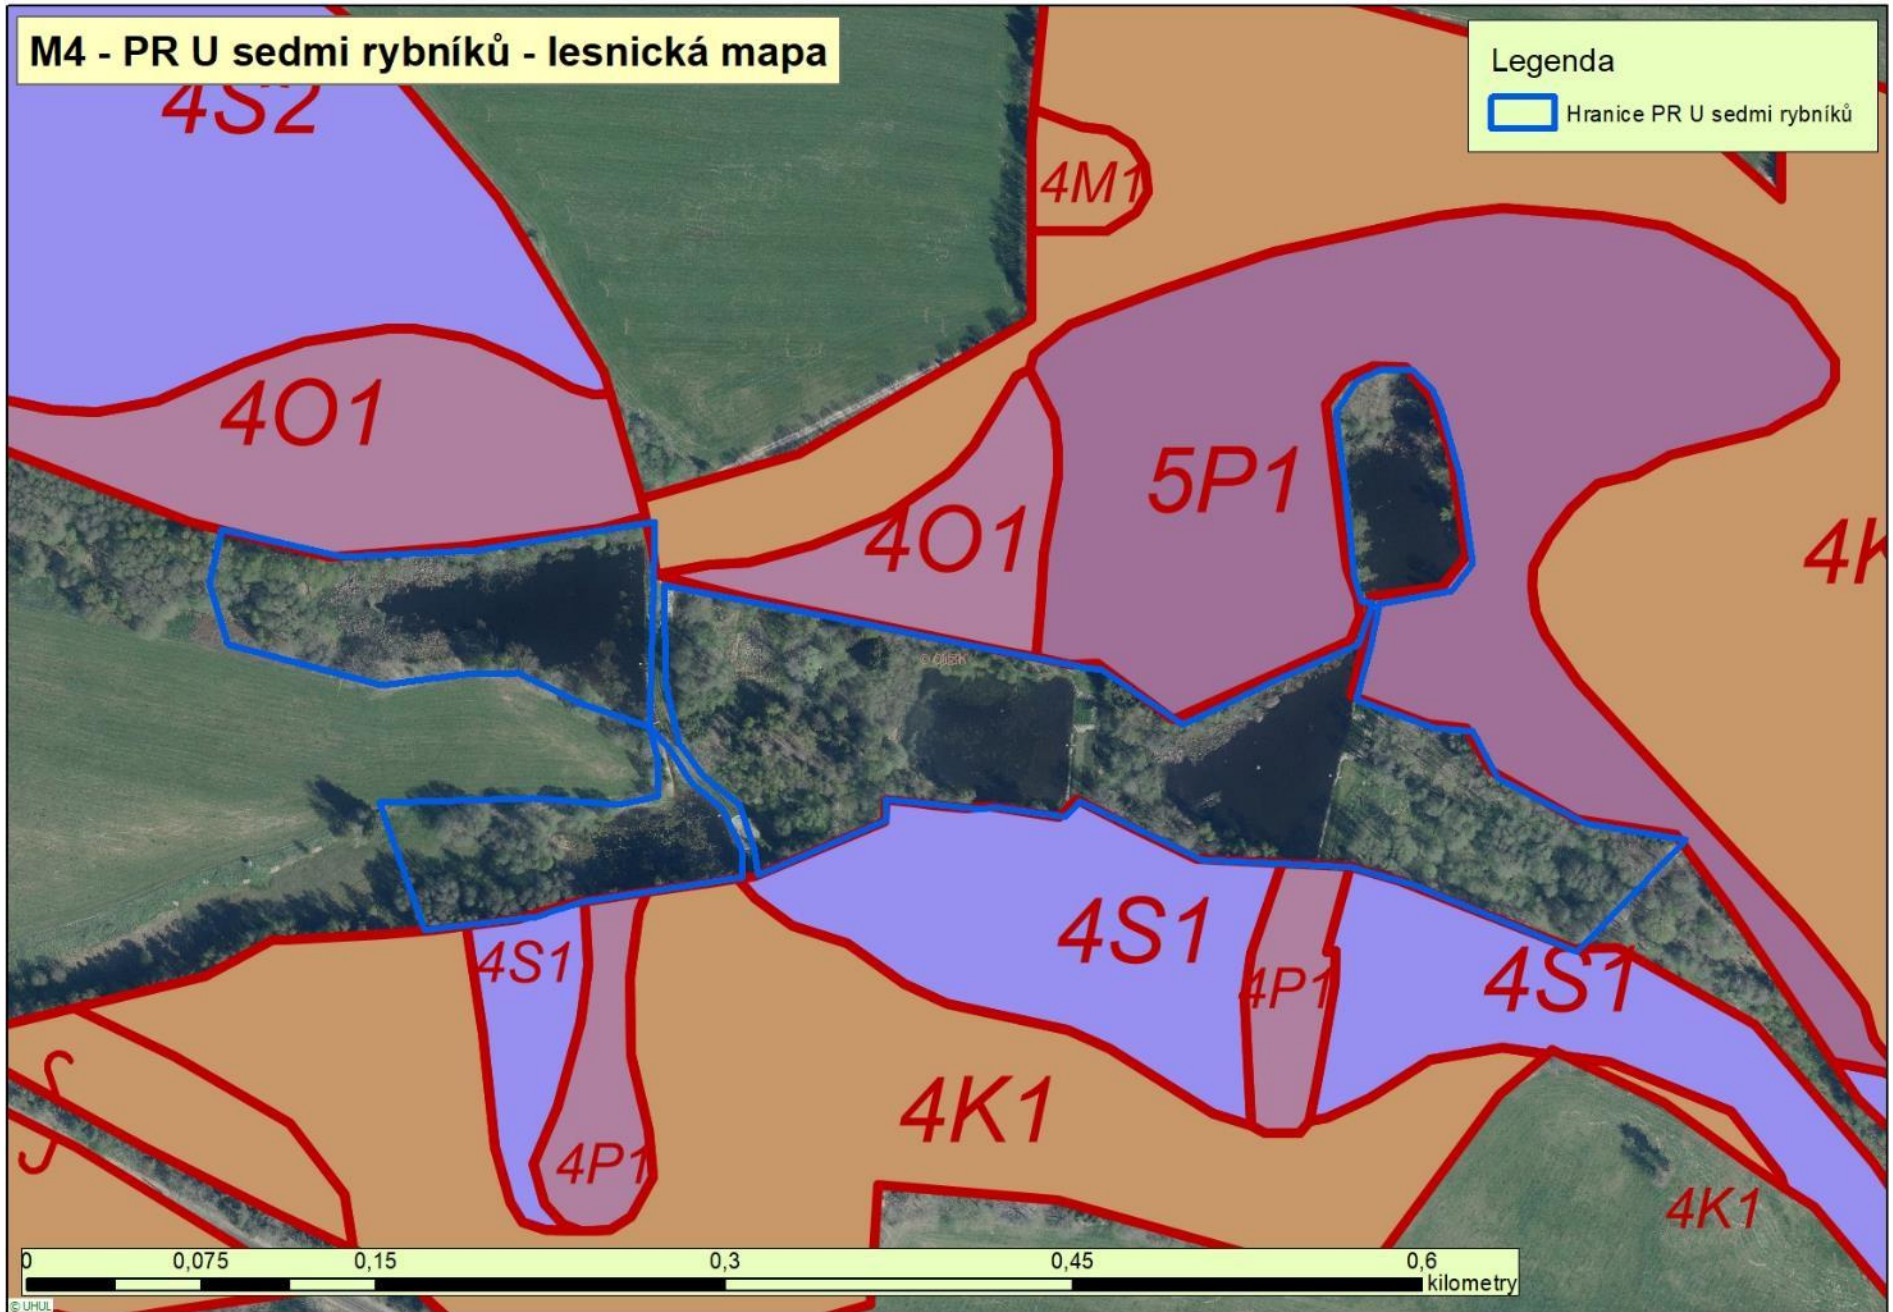 M4 - PR U sedmi rybníků - lesnická mapa
Legenda
Hranice PR U sedmi rybníků
4S2
4M1
4O1
5P1
4O1
4K
4S1
4S1
4P1
4S1
4K1
4P1
4K1
0 0,075 0,15 0,3 0,45 0,6
kilometry
© UHUL